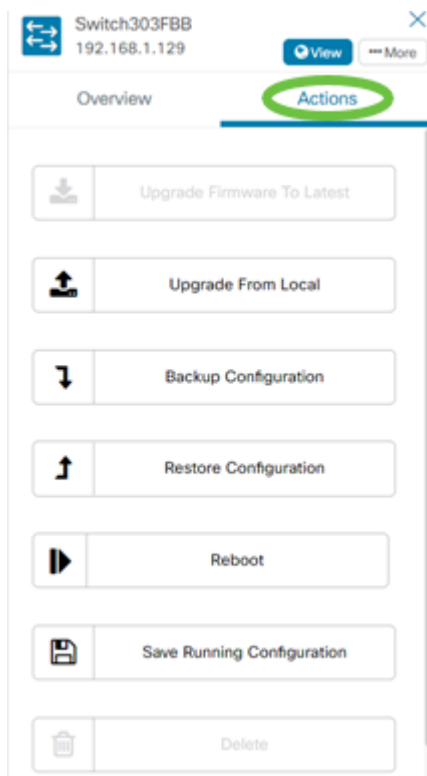 Switch303FBB
192.168.1.129
View
More
Overview
Actions
Upgrade Firmware To Latest
Upgrade From Local
Backup Configuration
Restore Configuration
Reboot
Save Running Configuration
Delete